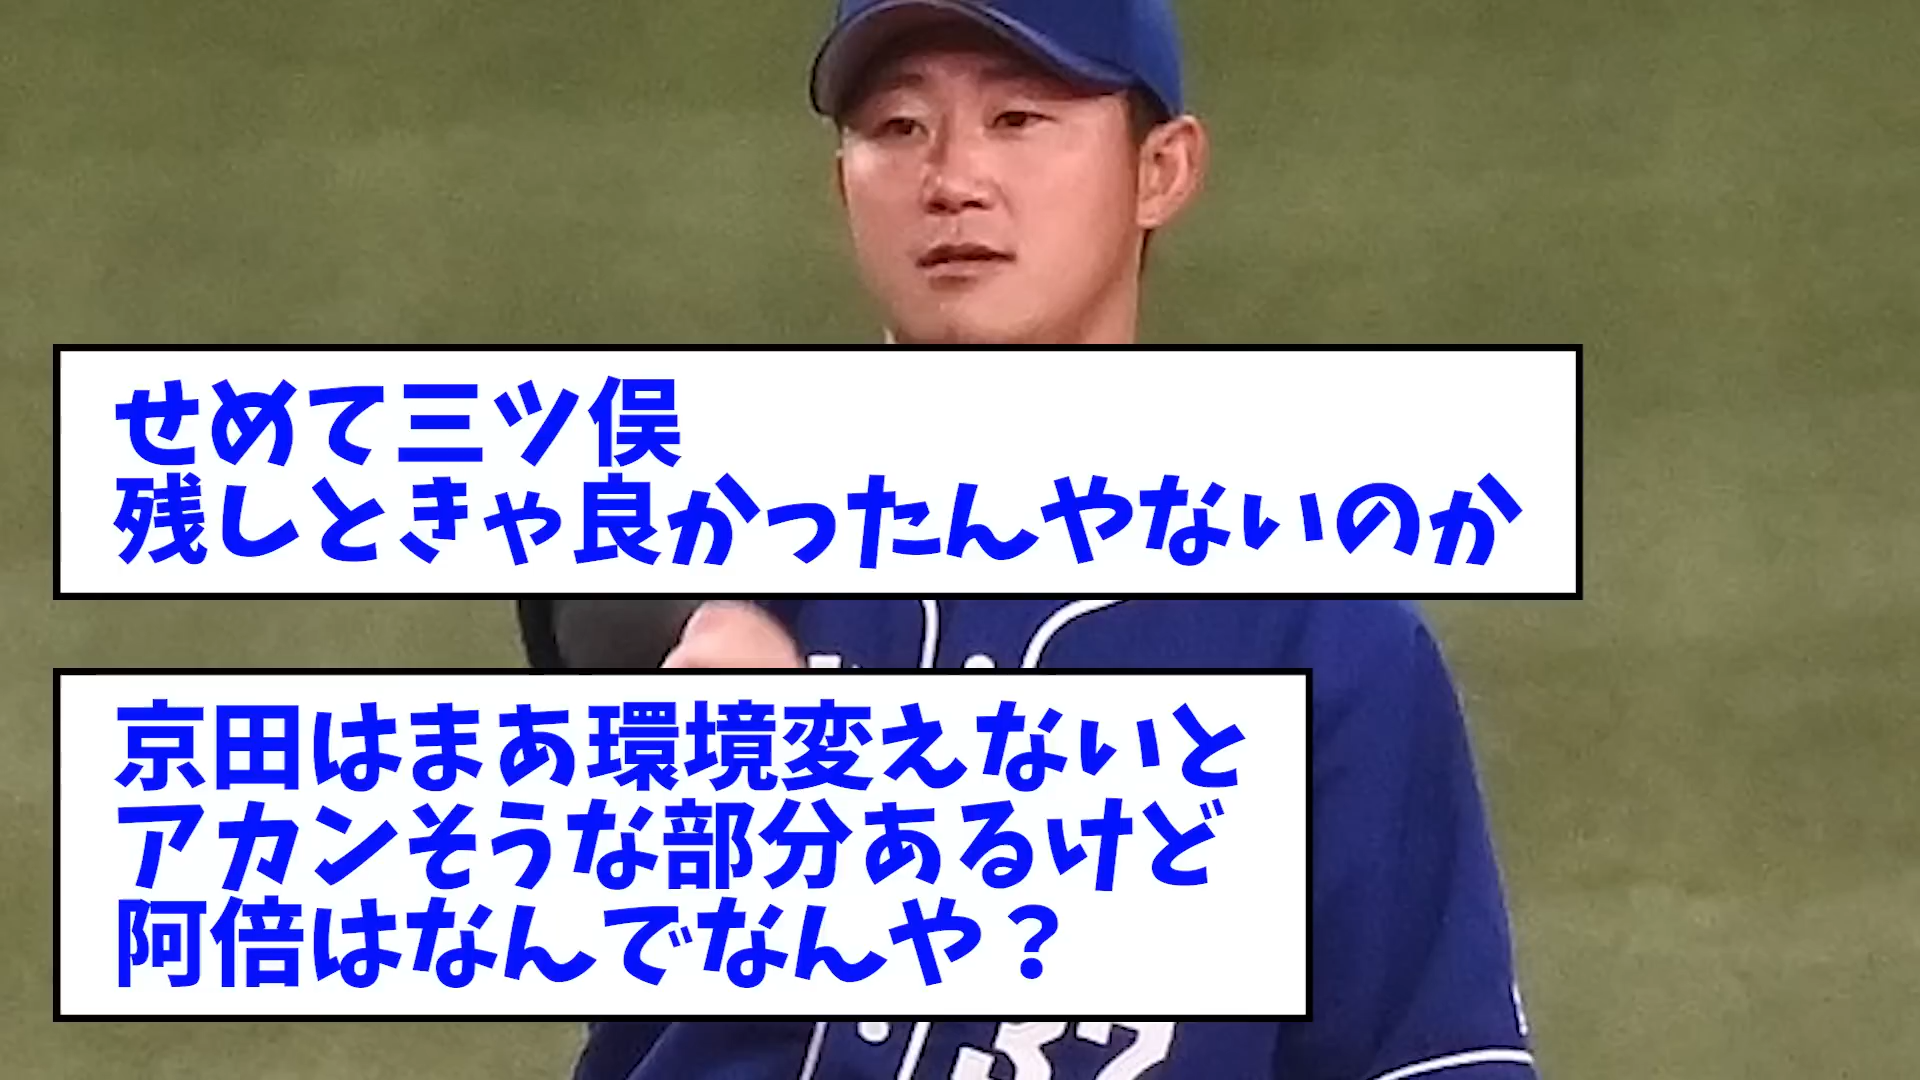 せめて三ツ俣
残しときゃ良かったんやないのか
京田はまあ環境変えないと
アカンそうな部分あるけど
阿倍はなんでなんや？
37